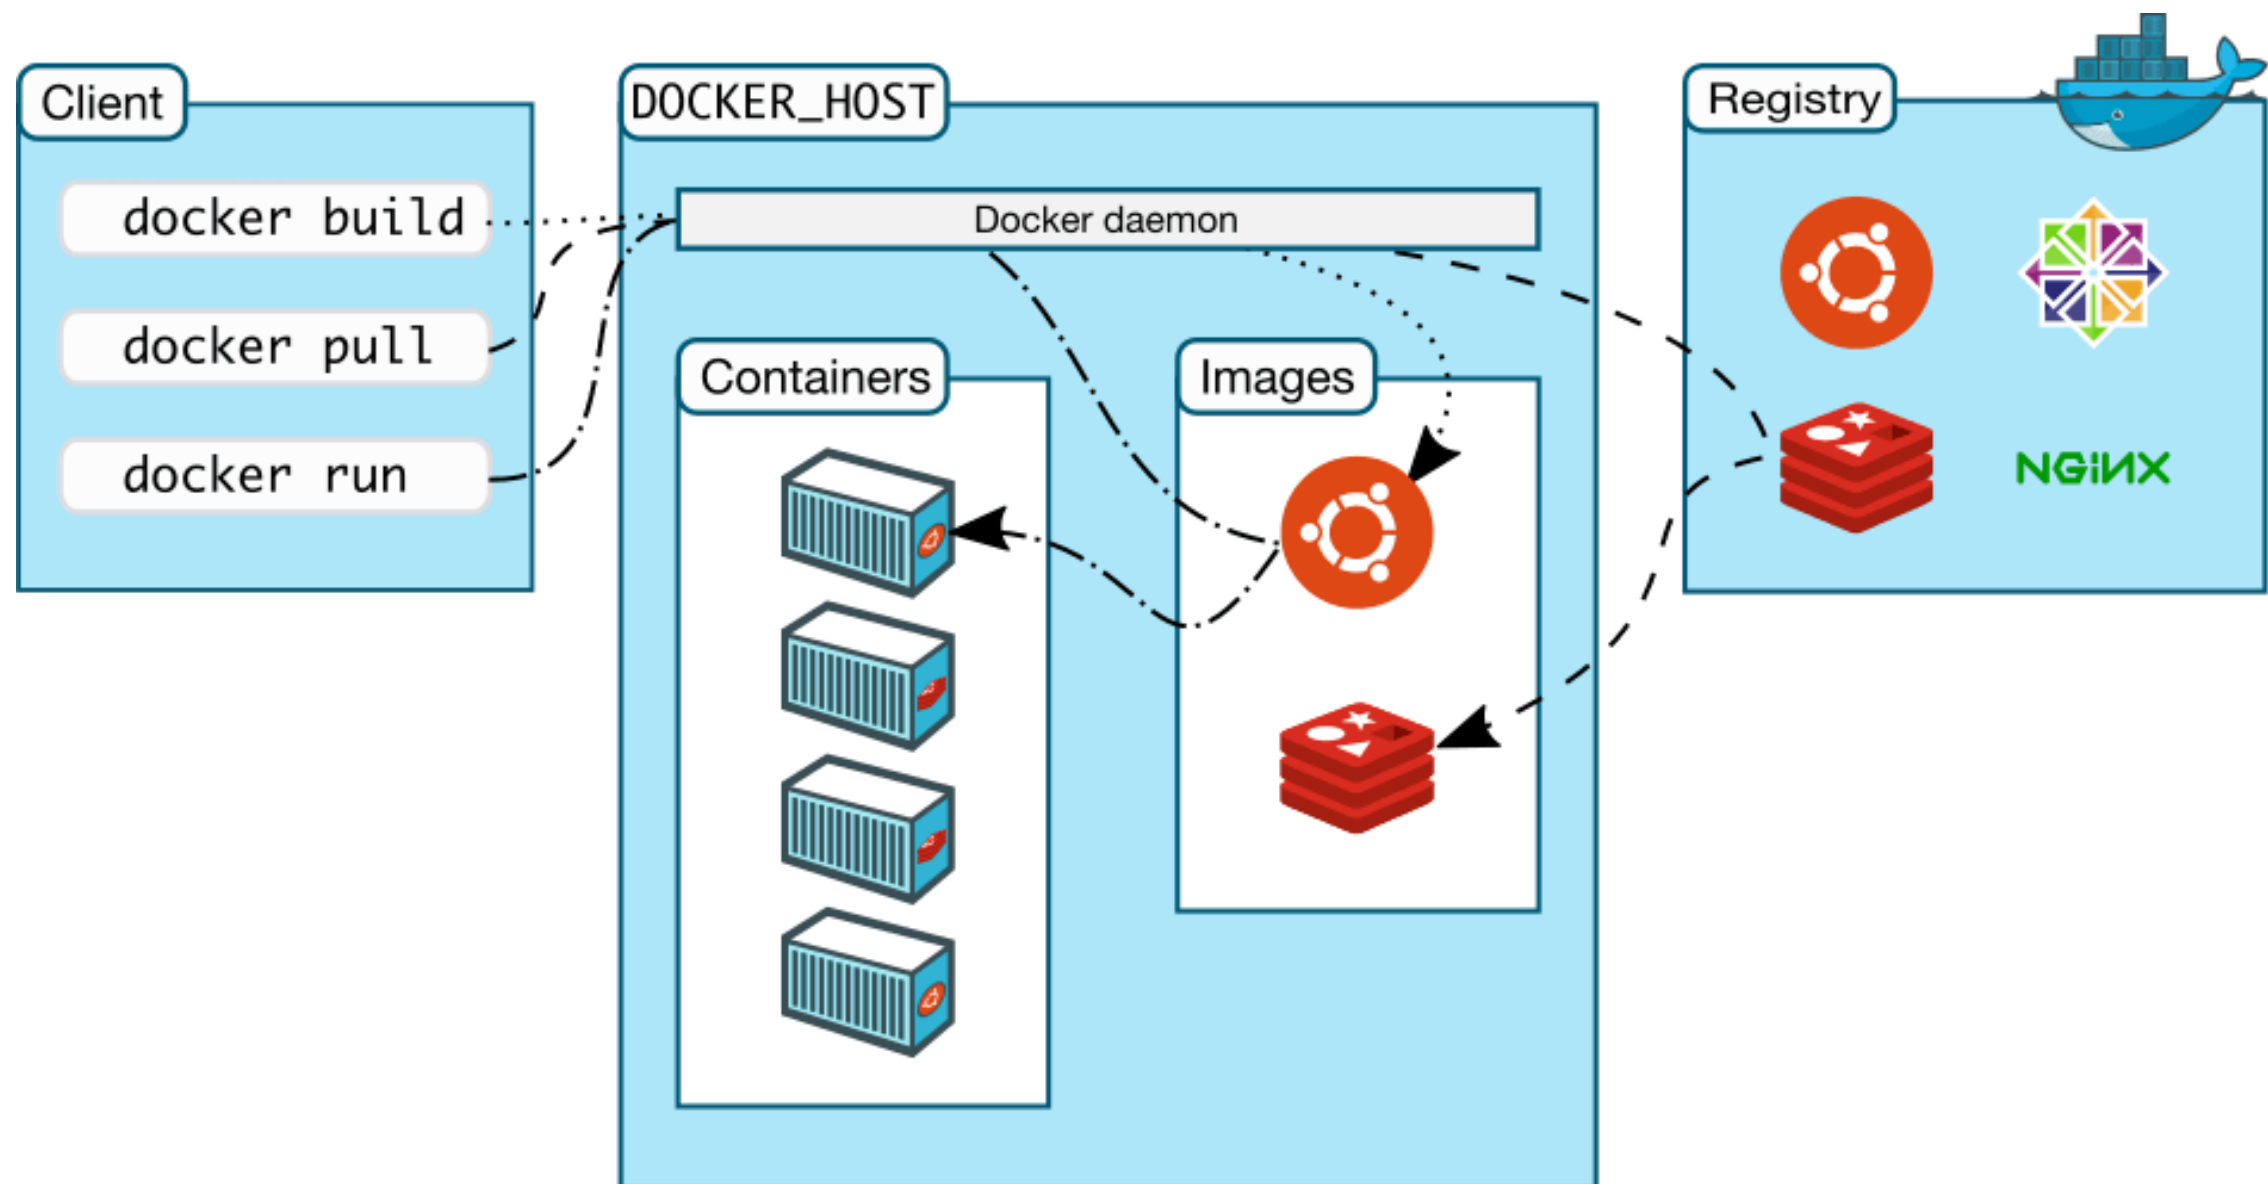 Client
docker build
docker pull
docker run
DOCKER_HOST
Docker daemon
Containers
Images
Registry
NGiNX